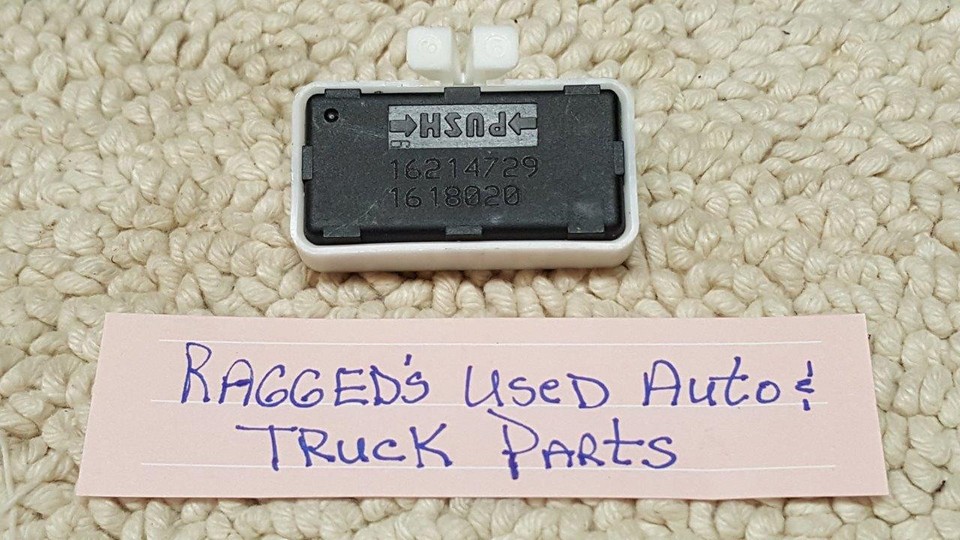 PUSH
16214729
1618020
RAGGED'S USED AUTO &
TRUCK PARTS